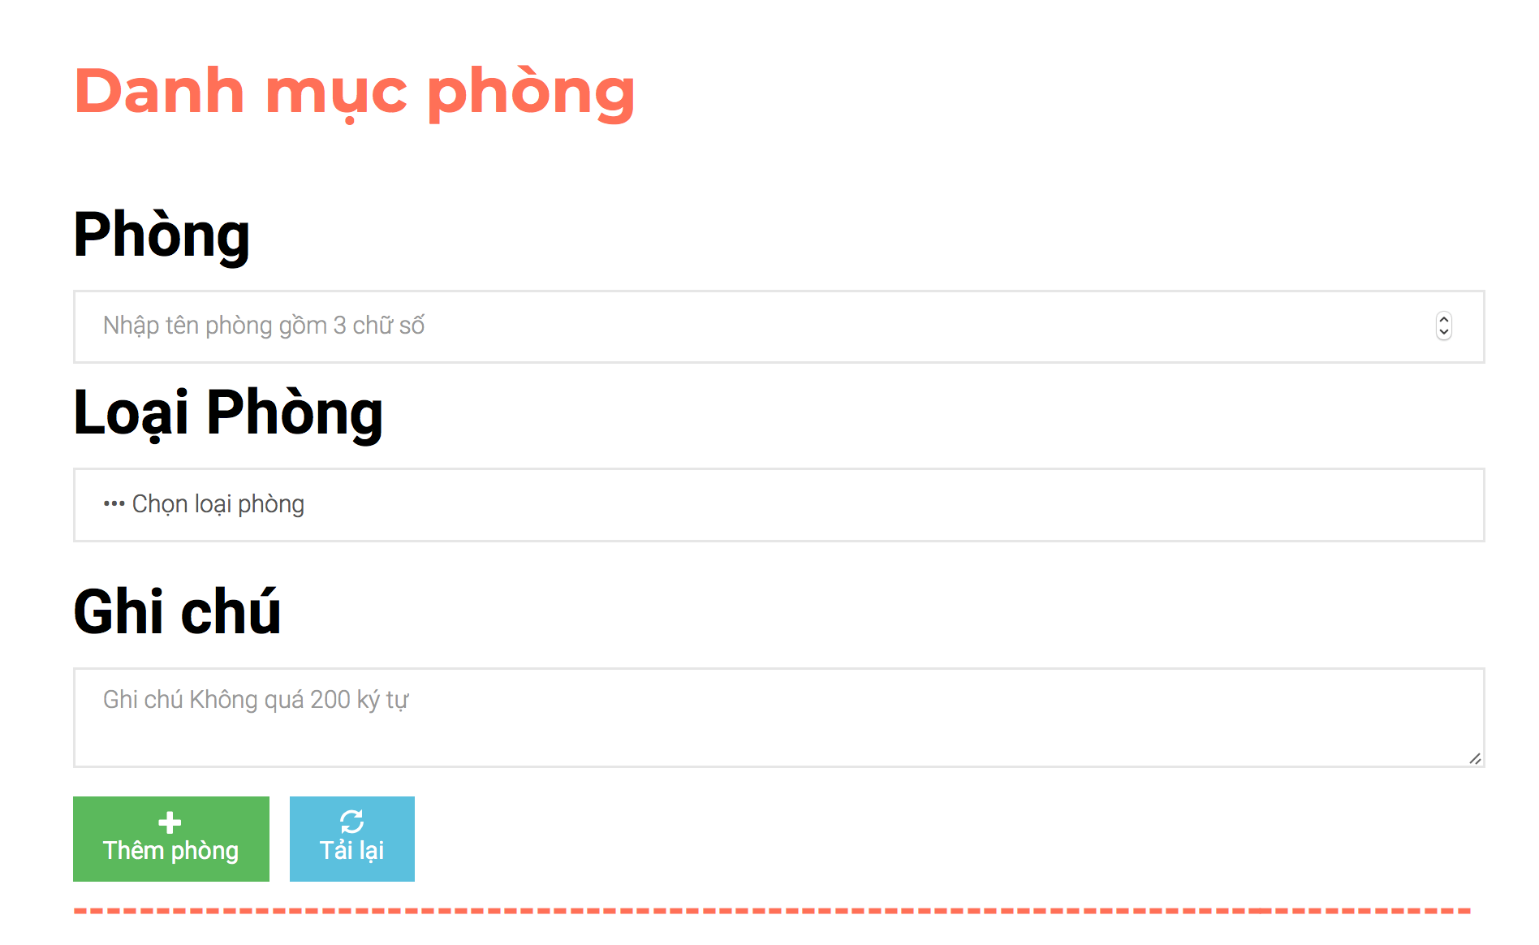 Danh mục phòng
Phòng
Nhập tên phòng gồm 3 chữ số
Loại Phòng
••• Chọn loại phòng
Ghi chú
Ghi chú Không quá 200 ký tự
Thêm phòng
Tải lại